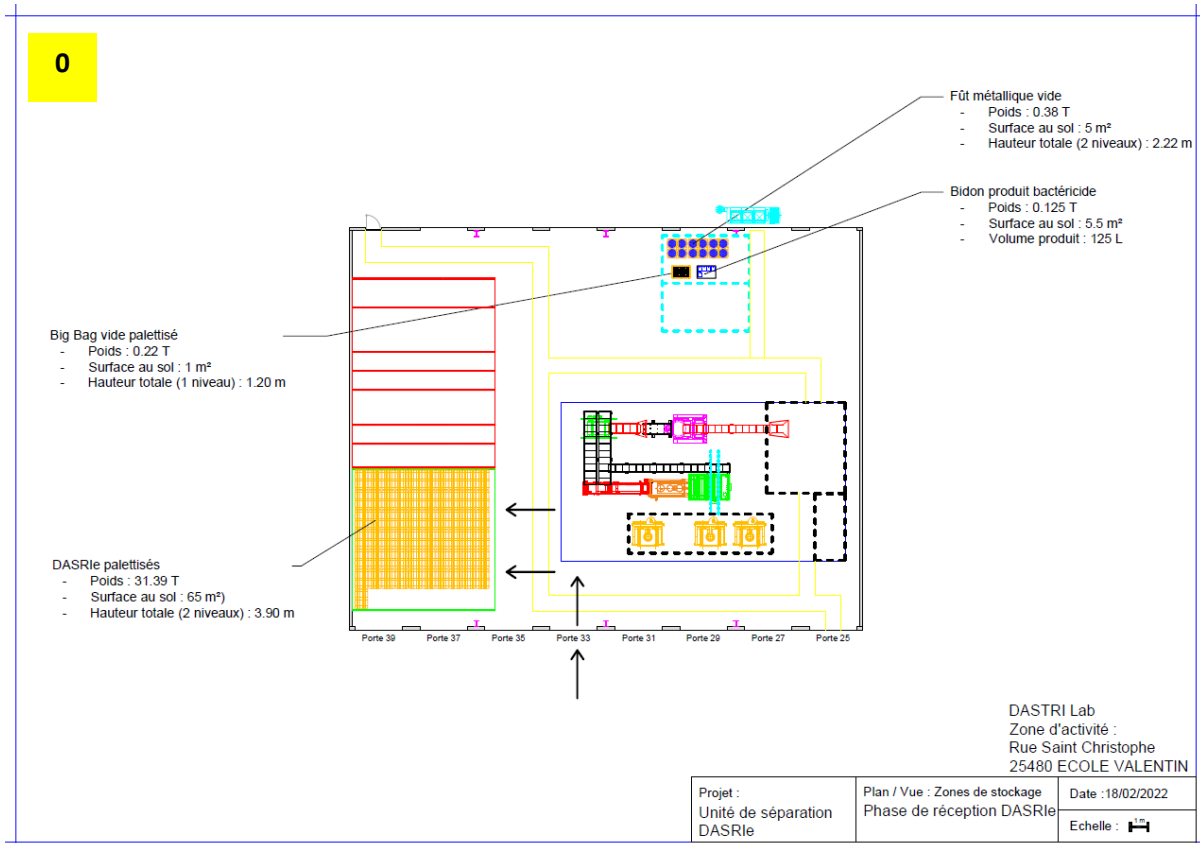 0
Fût métallique vide
- Poids : 0.38 T
- Surface au sol : 5 m²
- Hauteur totale (2 niveaux) : 2.22 m
Bidon produit bactéricide
- Poids : 0.125 T
- Surface au sol : 5.5 m²
- Volume produit : 125 L
Big Bag vide palettisé
- Poids : 0.22 T
- Surface au sol : 1 m²
- Hauteur totale (1 niveau) : 1.20 m
DASRIe palettisés
- Poids : 31.39 T
- Surface au sol : 65 m²)
- Hauteur totale (2 niveaux) : 3.90 m
Porte 39 Porte 37 Porte 35 Porte 33 Porte 31 Porte 29 Porte 27 Porte 25
DASTRI Lab
Zone d'activité :
Rue Saint Christophe
25480 ECOLE VALENTIN
Projet :
Unité de séparation
DASRIe
Plan / Vue : Zones de stockage
Phase de réception DASRIe
Date :18/02/2022
Echelle : 1 m